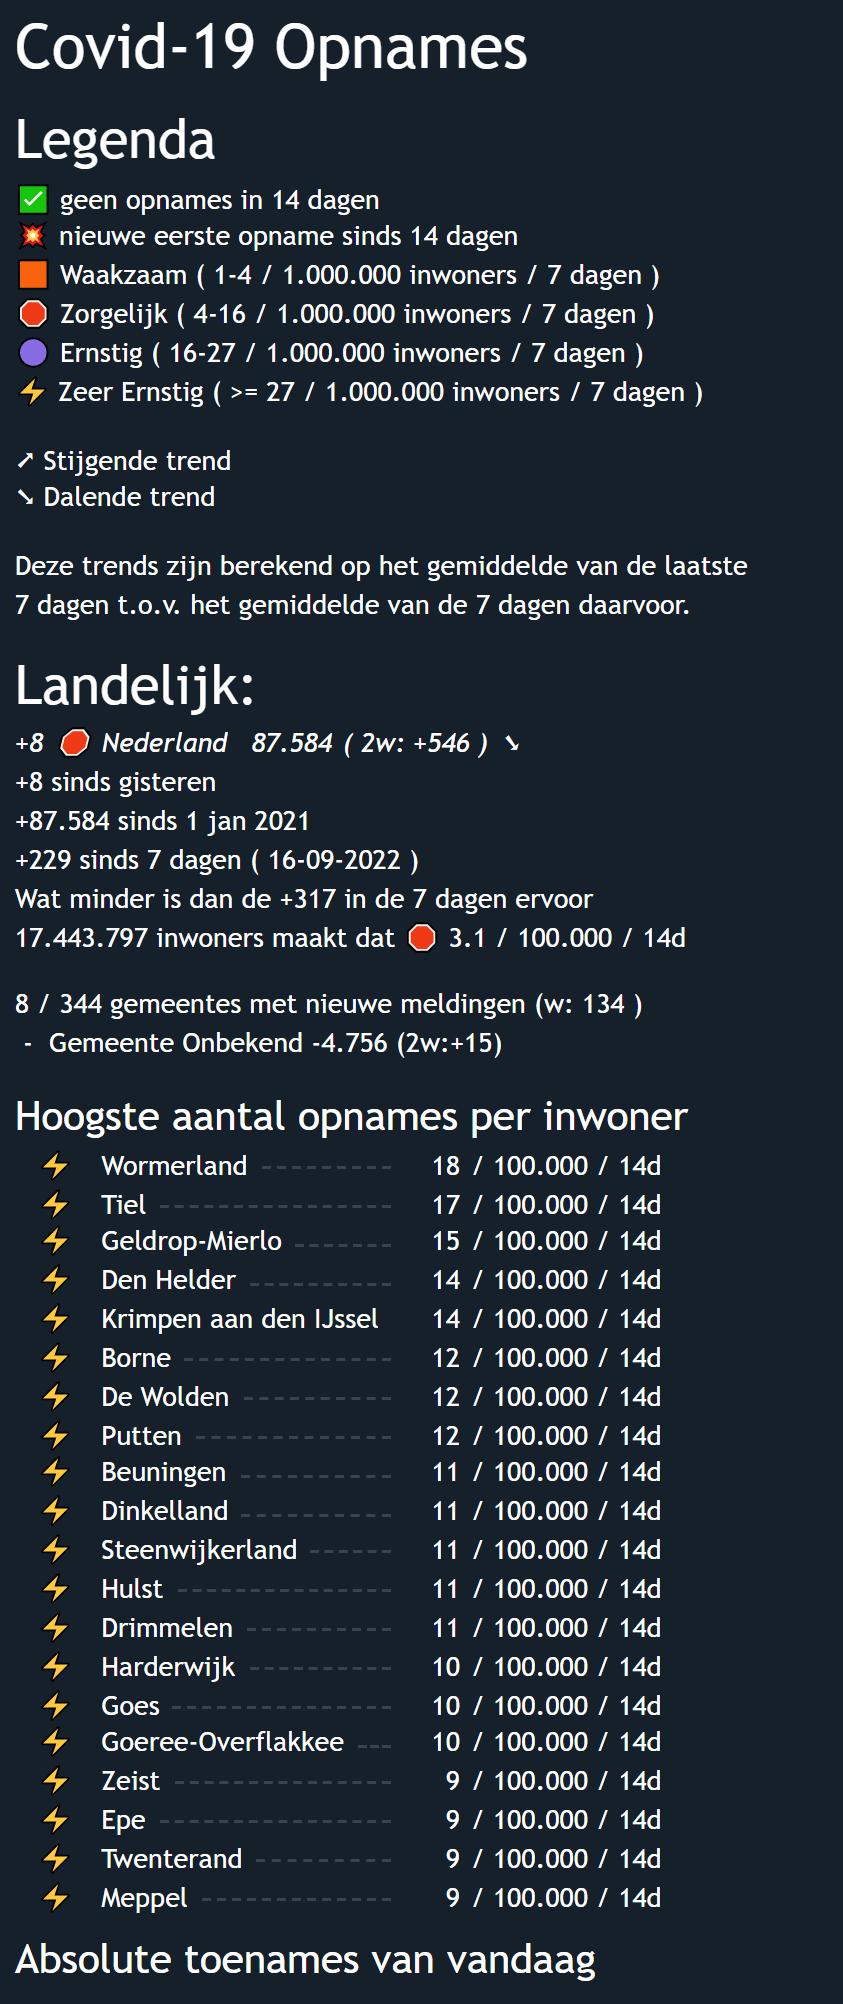 Covid-19 Opnames
Legenda
✅ geen opnames in 14 dagen
💥 nieuwe eerste opname sinds 14 dagen
🟧 Waakzaam ( 1-4 / 1.000.000 inwoners / 7 dagen )
🛑 Zorgelijk ( 4-16 / 1.000.000 inwoners / 7 dagen )
🟣 Ernstig ( 16-27 / 1.000.000 inwoners / 7 dagen )
⚡ Zeer Ernstig ( >= 27 / 1.000.000 inwoners / 7 dagen )
➚ Stijgende trend
➘ Dalende trend
Deze trends zijn berekend op het gemiddelde van de laatste
7 dagen t.o.v. het gemiddelde van de 7 dagen daarvoor.
Landelijk:
+8 🛑 Nederland 87.584 ( 2w: +546 ) ➘
+8 sinds gisteren
+87.584 sinds 1 jan 2021
+229 sinds 7 dagen ( 16-09-2022 )
Wat minder is dan de +317 in de 7 dagen ervoor
17.443.797 inwoners maakt dat 🛑 3.1 / 100.000 / 14d
8 / 344 gemeentes met nieuwe meldingen (w: 134 )
- Gemeente Onbekend -4.756 (2w:+15)
Hoogste aantal opnames per inwoner
⚡ Wormerland ----------- 18 / 100.000 / 14d
⚡ Tiel ------------------- 17 / 100.000 / 14d
⚡ Geldrop-Mierlo -------- 15 / 100.000 / 14d
⚡ Den Helder ------------ 14 / 100.000 / 14d
⚡ Krimpen aan den IJssel 14 / 100.000 / 14d
⚡ Borne ----------------- 12 / 100.000 / 14d
⚡ De Wolden ------------ 12 / 100.000 / 14d
⚡ Putten ---------------- 12 / 100.000 / 14d
⚡ Beuningen ------------ 11 / 100.000 / 14d
⚡ Dinkelland ------------ 11 / 100.000 / 14d
⚡ Steenwijkerland ------ 11 / 100.000 / 14d
⚡ Hulst ----------------- 11 / 100.000 / 14d
⚡ Drimmelen ------------ 11 / 100.000 / 14d
⚡ Harderwijk ----------- 10 / 100.000 / 14d
⚡ Goes ------------------ 10 / 100.000 / 14d
⚡ Goeree-Overflakkee --- 10 / 100.000 / 14d
⚡ Zeist ------------------ 9 / 100.000 / 14d
⚡ Epe ------------------- 9 / 100.000 / 14d
⚡ Twenterand ----------- 9 / 100.000 / 14d
⚡ Meppel --------------- 9 / 100.000 / 14d
Absolute toenames van vandaag